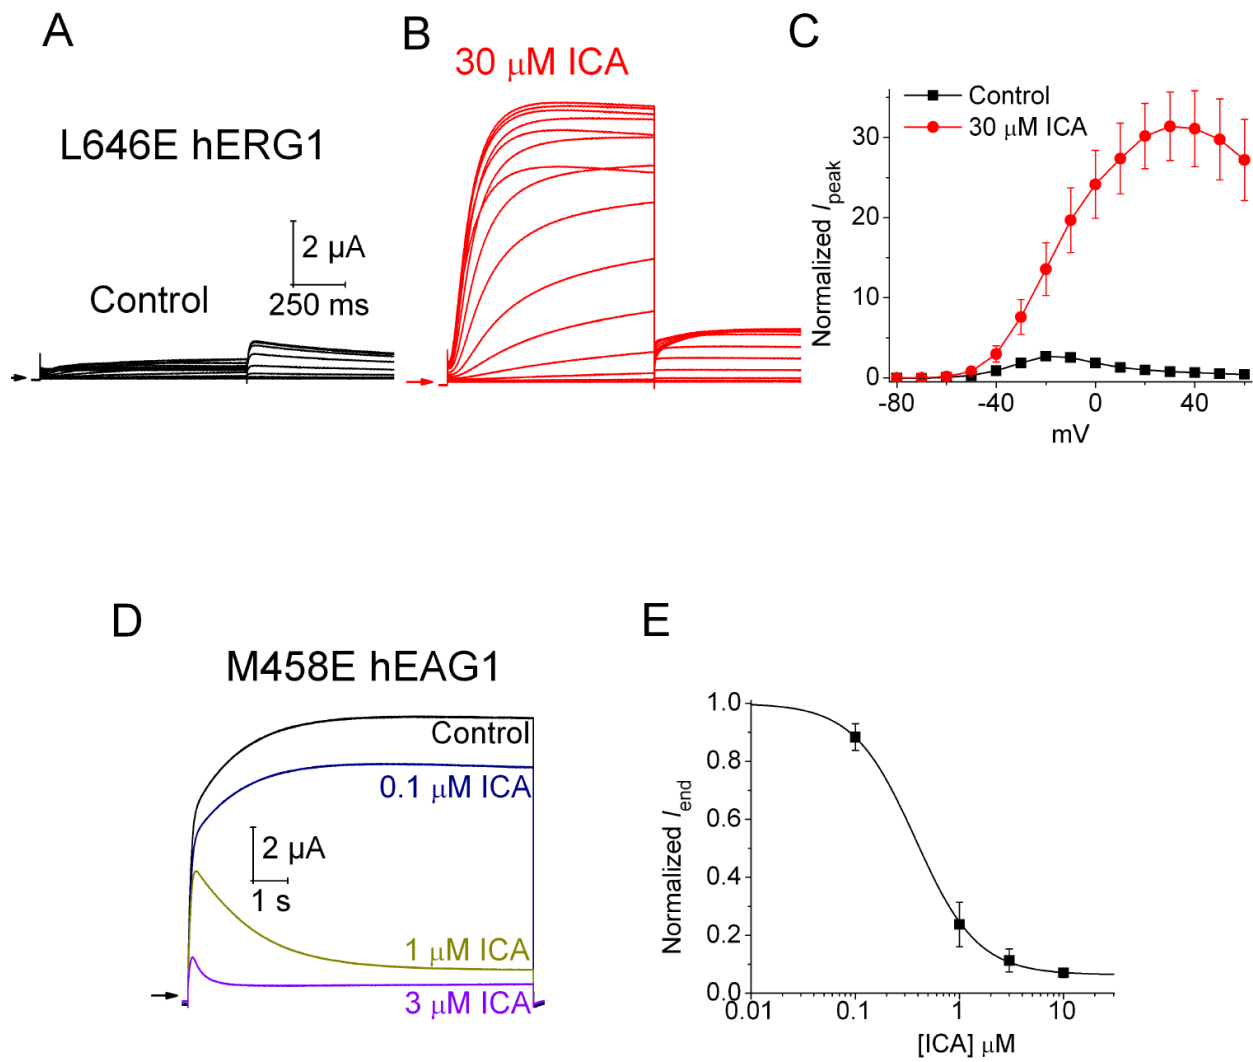 A
B
C
30 μM ICA
L646E hERG1
2 μA
250 ms
Control
Control
30 μM ICA
Normalized Ipeak
30
20
10
0
-80
-40
0
40
mV
D
E
M458E hEAG1
Control
0.1 μM ICA
2 μA
1 s
1 μM ICA
3 μM ICA
Normalized Iend
1.0
0.8
0.6
0.4
0.2
0.0
0.01
0.1
1
10
[ICA] μM